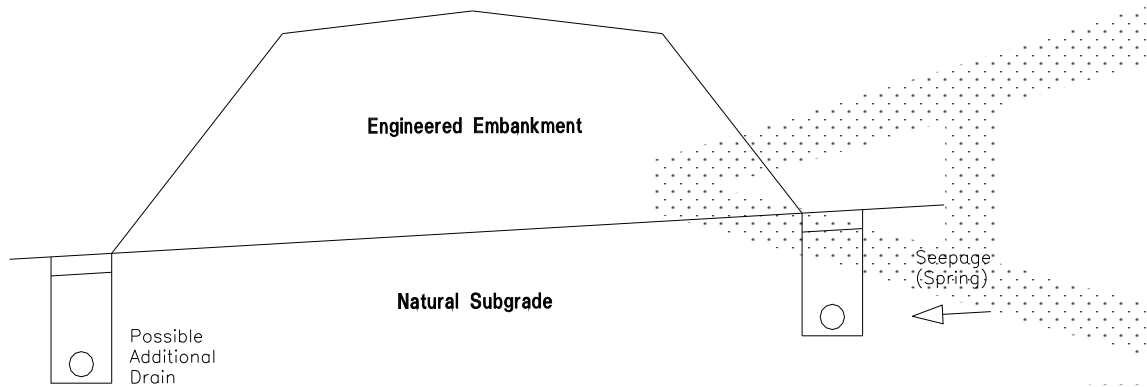 Engineered Embankment
Seepage
(Spring)
Natural Subgrade
Possible
Additional
Drain